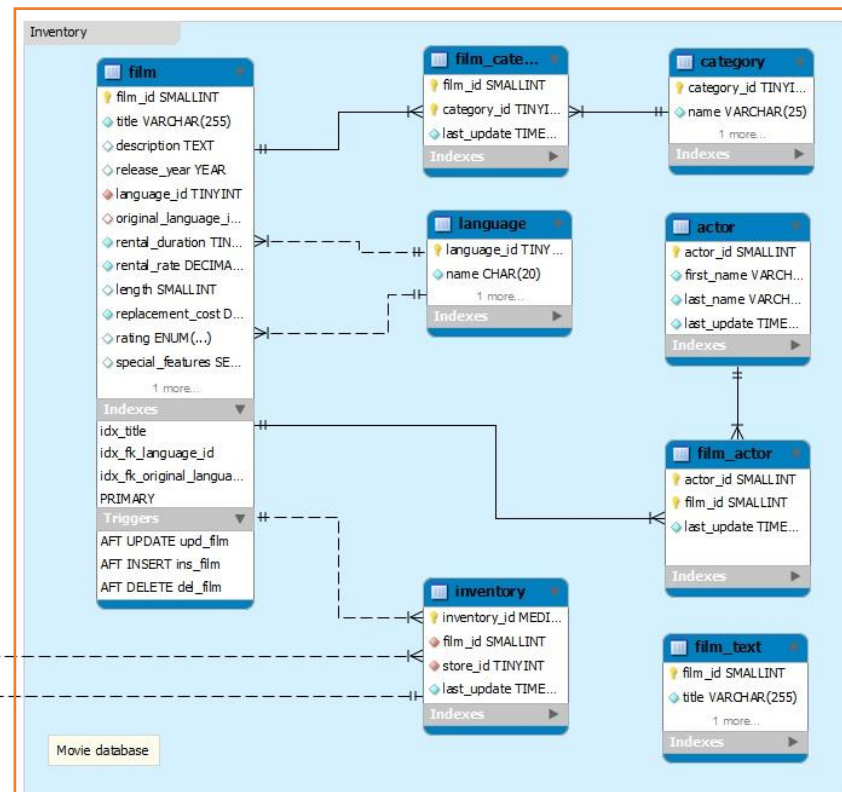 Inventory
film
film_id SMALLINT
title VARCHAR(255)
description TEXT
release_year YEAR
language_id TINYINT
original_language_i...
rental_duration TIN...
rental_rate DECIMA...
length SMALLINT
replacement_cost D...
rating ENUM(...)
special_features SE...
1 more...
Indexes
idx_title
idx_fk_language_id
idx_fk_original_langua...
PRIMARY
Triggers
AFT UPDATE upd_film
AFT INSERT ins_film
AFT DELETE del_film
film_cate...
film_id SMALLINT
category_id TINYI...
last_update TIME...
Indexes
category
category_id TINYI...
name VARCHAR(25)
1 more...
Indexes
language
language_id TINY...
name CHAR(20)
1 more...
Indexes
actor
actor_id SMALLINT
first_name VARCH...
last_name VARCH...
last_update TIME...
Indexes
film_actor
actor_id SMALLINT
film_id SMALLINT
last_update TIME...
Indexes
inventory
inventory_id MEDI...
film_id SMALLINT
store_id TINYINT
last_update TIME...
Indexes
film_text
film_id SMALLINT
title VARCHAR(255)
1 more...
Indexes
Movie database